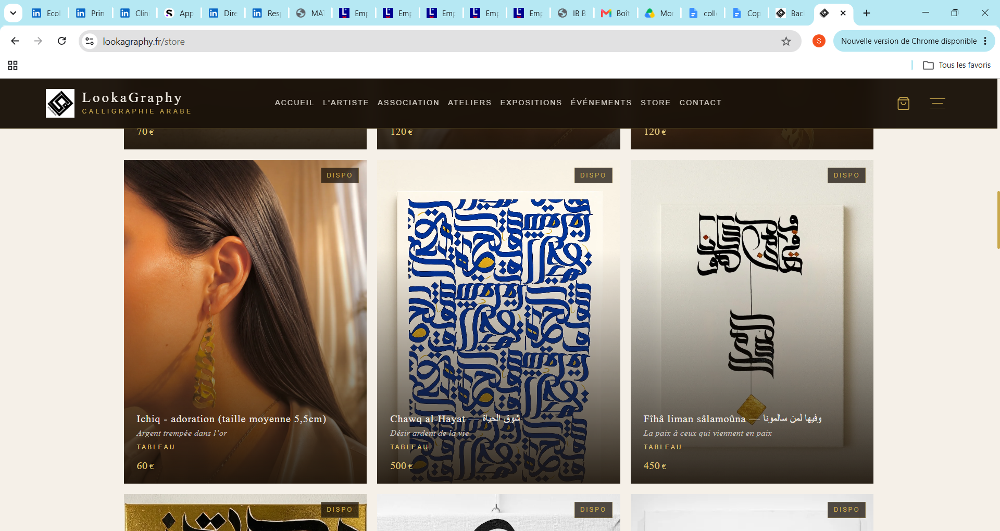 Ecol
Prin
Clin
App
Dire
Res
MA
Emp
Emp
Emp
Emp
Emp
IB B
Boît
Mor
coll
Cop
Bac
lookagraphy.fr/store
S
Nouvelle version de Chrome disponible
Tous les favoris
LookaGraphy
CALLIGRAPHIE ARABE
ACCUEIL L'ARTISTE ASSOCIATION ATELIERS EXPOSITIONS ÉVÉNEMENTS STORE CONTACT
70 €
120 €
120 €
DISPO
Ichiq - adoration (taille moyenne 5,5cm)
Argent trempée dans l'or
TABLEAU
60 €
DISPO
Chawq al-Hayat — شوق الحياة
Désir ardent de la vie
TABLEAU
500 €
DISPO
Fîhâ liman sâlamoûna — وفيها لمن سالمونا
La paix à ceux qui viennent en paix
TABLEAU
450 €
DISPO
DISPO
DISPO